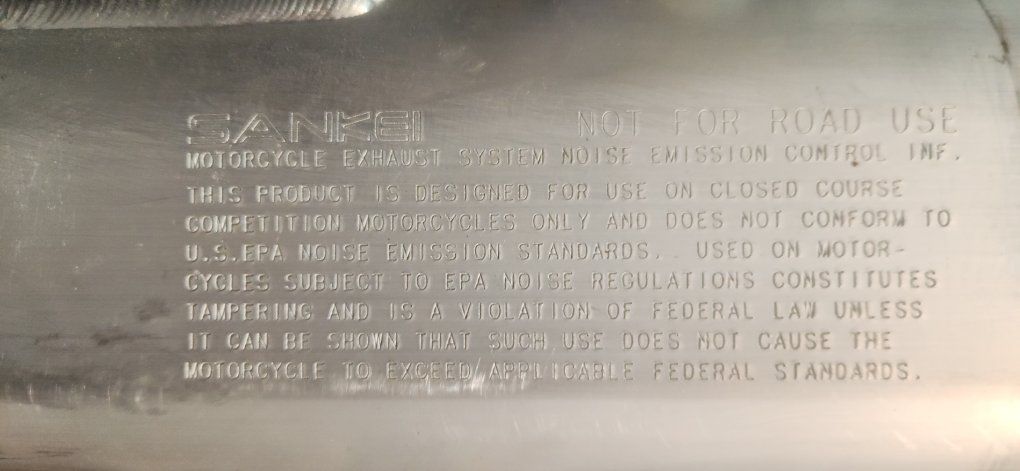 SANKEI NOT FOR ROAD USE
MOTORCYCLE EXHAUST SYSTEM NOISE EMISSION CONTROL INF.
THIS PRODUCT IS DESIGNED FOR USE ON CLOSED COURSE
COMPETITION MOTORCYCLES ONLY AND DOES NOT COMFORM TO
U.S.EPA NOISE EMISSION STANDARDS. USED ON MOTOR-
CYCLES SUBJECT TO EPA NOISE REGULATIONS CONSTITUTES
TAMPERING AND IS A VIOLATION OF FEDERAL LAW UNLESS
IT CAN BE SHOWN THAT SUCH USE DOES NOT CAUSE THE
MOTORCYCLE TO EXCEED APPLICABLE FEDERAL STANDARDS.